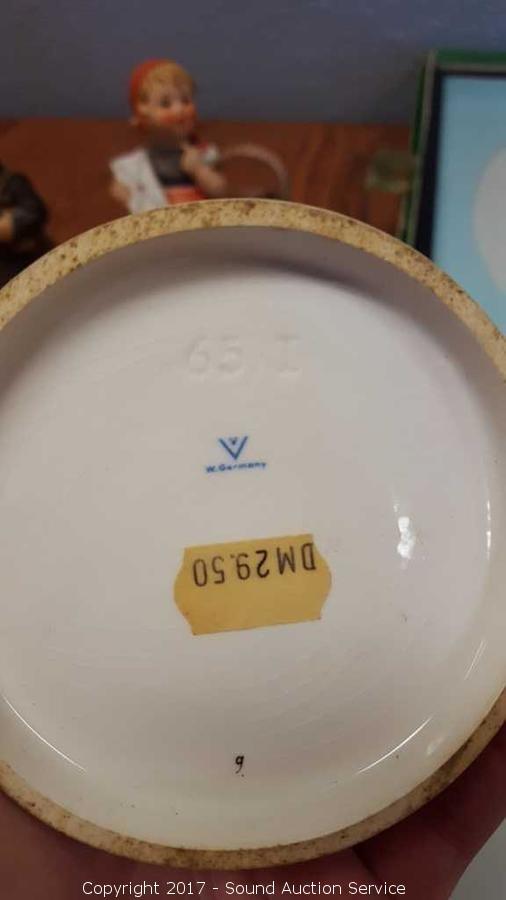 65 I
V
W. Germany
DM29.50
9
Copyright 2017 - Sound Auction Service